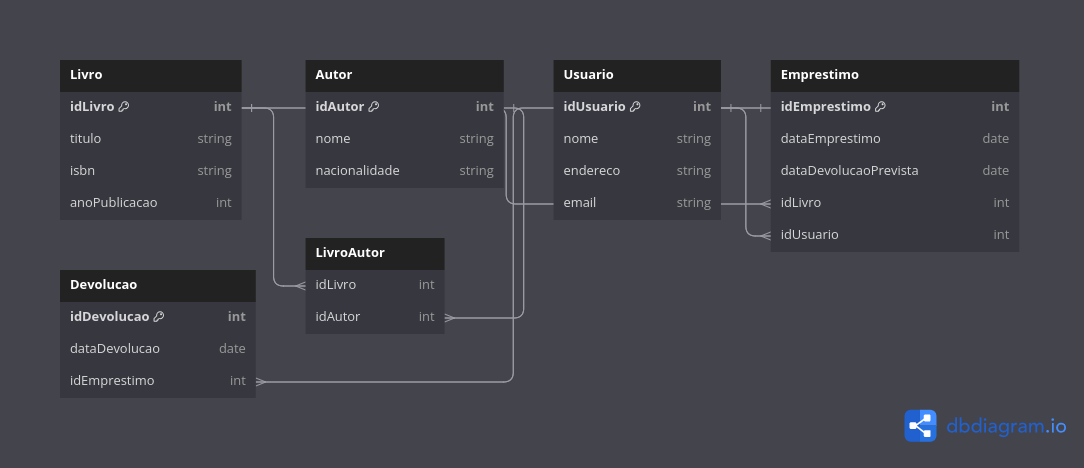 Livro
idLivro int
titulo string
isbn string
anoPublicacao int
Autor
idAutor int
nome string
nacionalidade string
Usuario
idUsuario int
nome string
endereco string
email string
Emprestimo
idEmprestimo int
dataEmprestimo date
dataDevolucaoPrevista date
idLivro int
idUsuario int
LivroAutor
idLivro int
idAutor int
Devolucao
idDevolucao int
dataDevolucao date
idEmprestimo int
dbdiagram.io